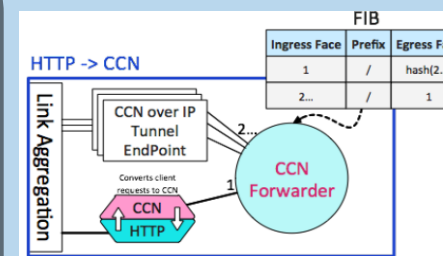 FIB
Ingress Face Prefix Egress F
1 / hash(2..
2... / 1
HTTP -> CCN
Link Aggregation
CCN over IP
Tunnel
EndPoint
2...
Converts client
requests to CCN
1
CCN
HTTP
CCN
Forwarder